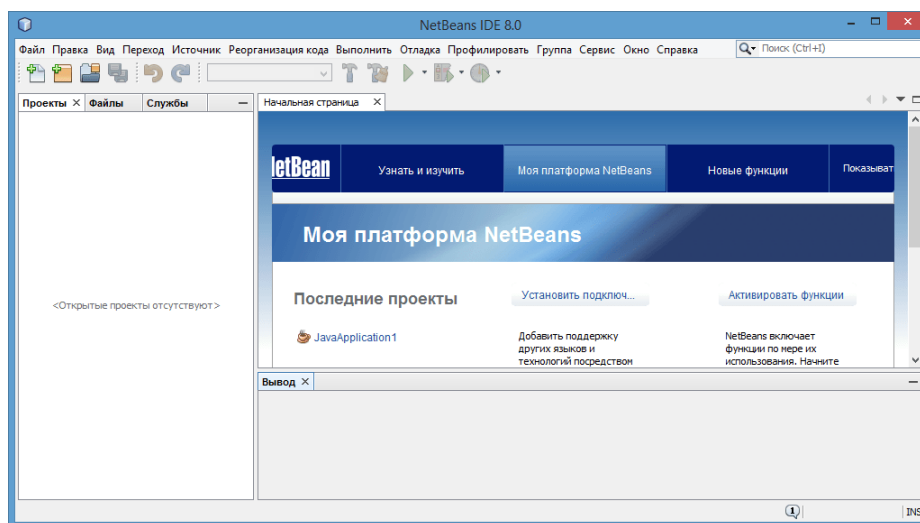 NetBeans IDE 8.0
Файл Правка Вид Переход Источник Реорганизация кода Выполнить Отладка Профилировать Группа Сервис Окно Справка
Поиск (Ctrl+I)
Проекты Файлы Службы
Начальная страница
letBean
Узнать и изучить
Моя платформа NetBeans
Новые функции
Показыват
Моя платформа NetBeans
Последние проекты
Установить подключ...
Активировать функции
<Открытые проекты отсутствуют>
JavaApplication1
Добавить поддержку
других языков и
технологий посредством
NetBeans включает
функции по мере их
использования. Начните
Вывод
1
INS